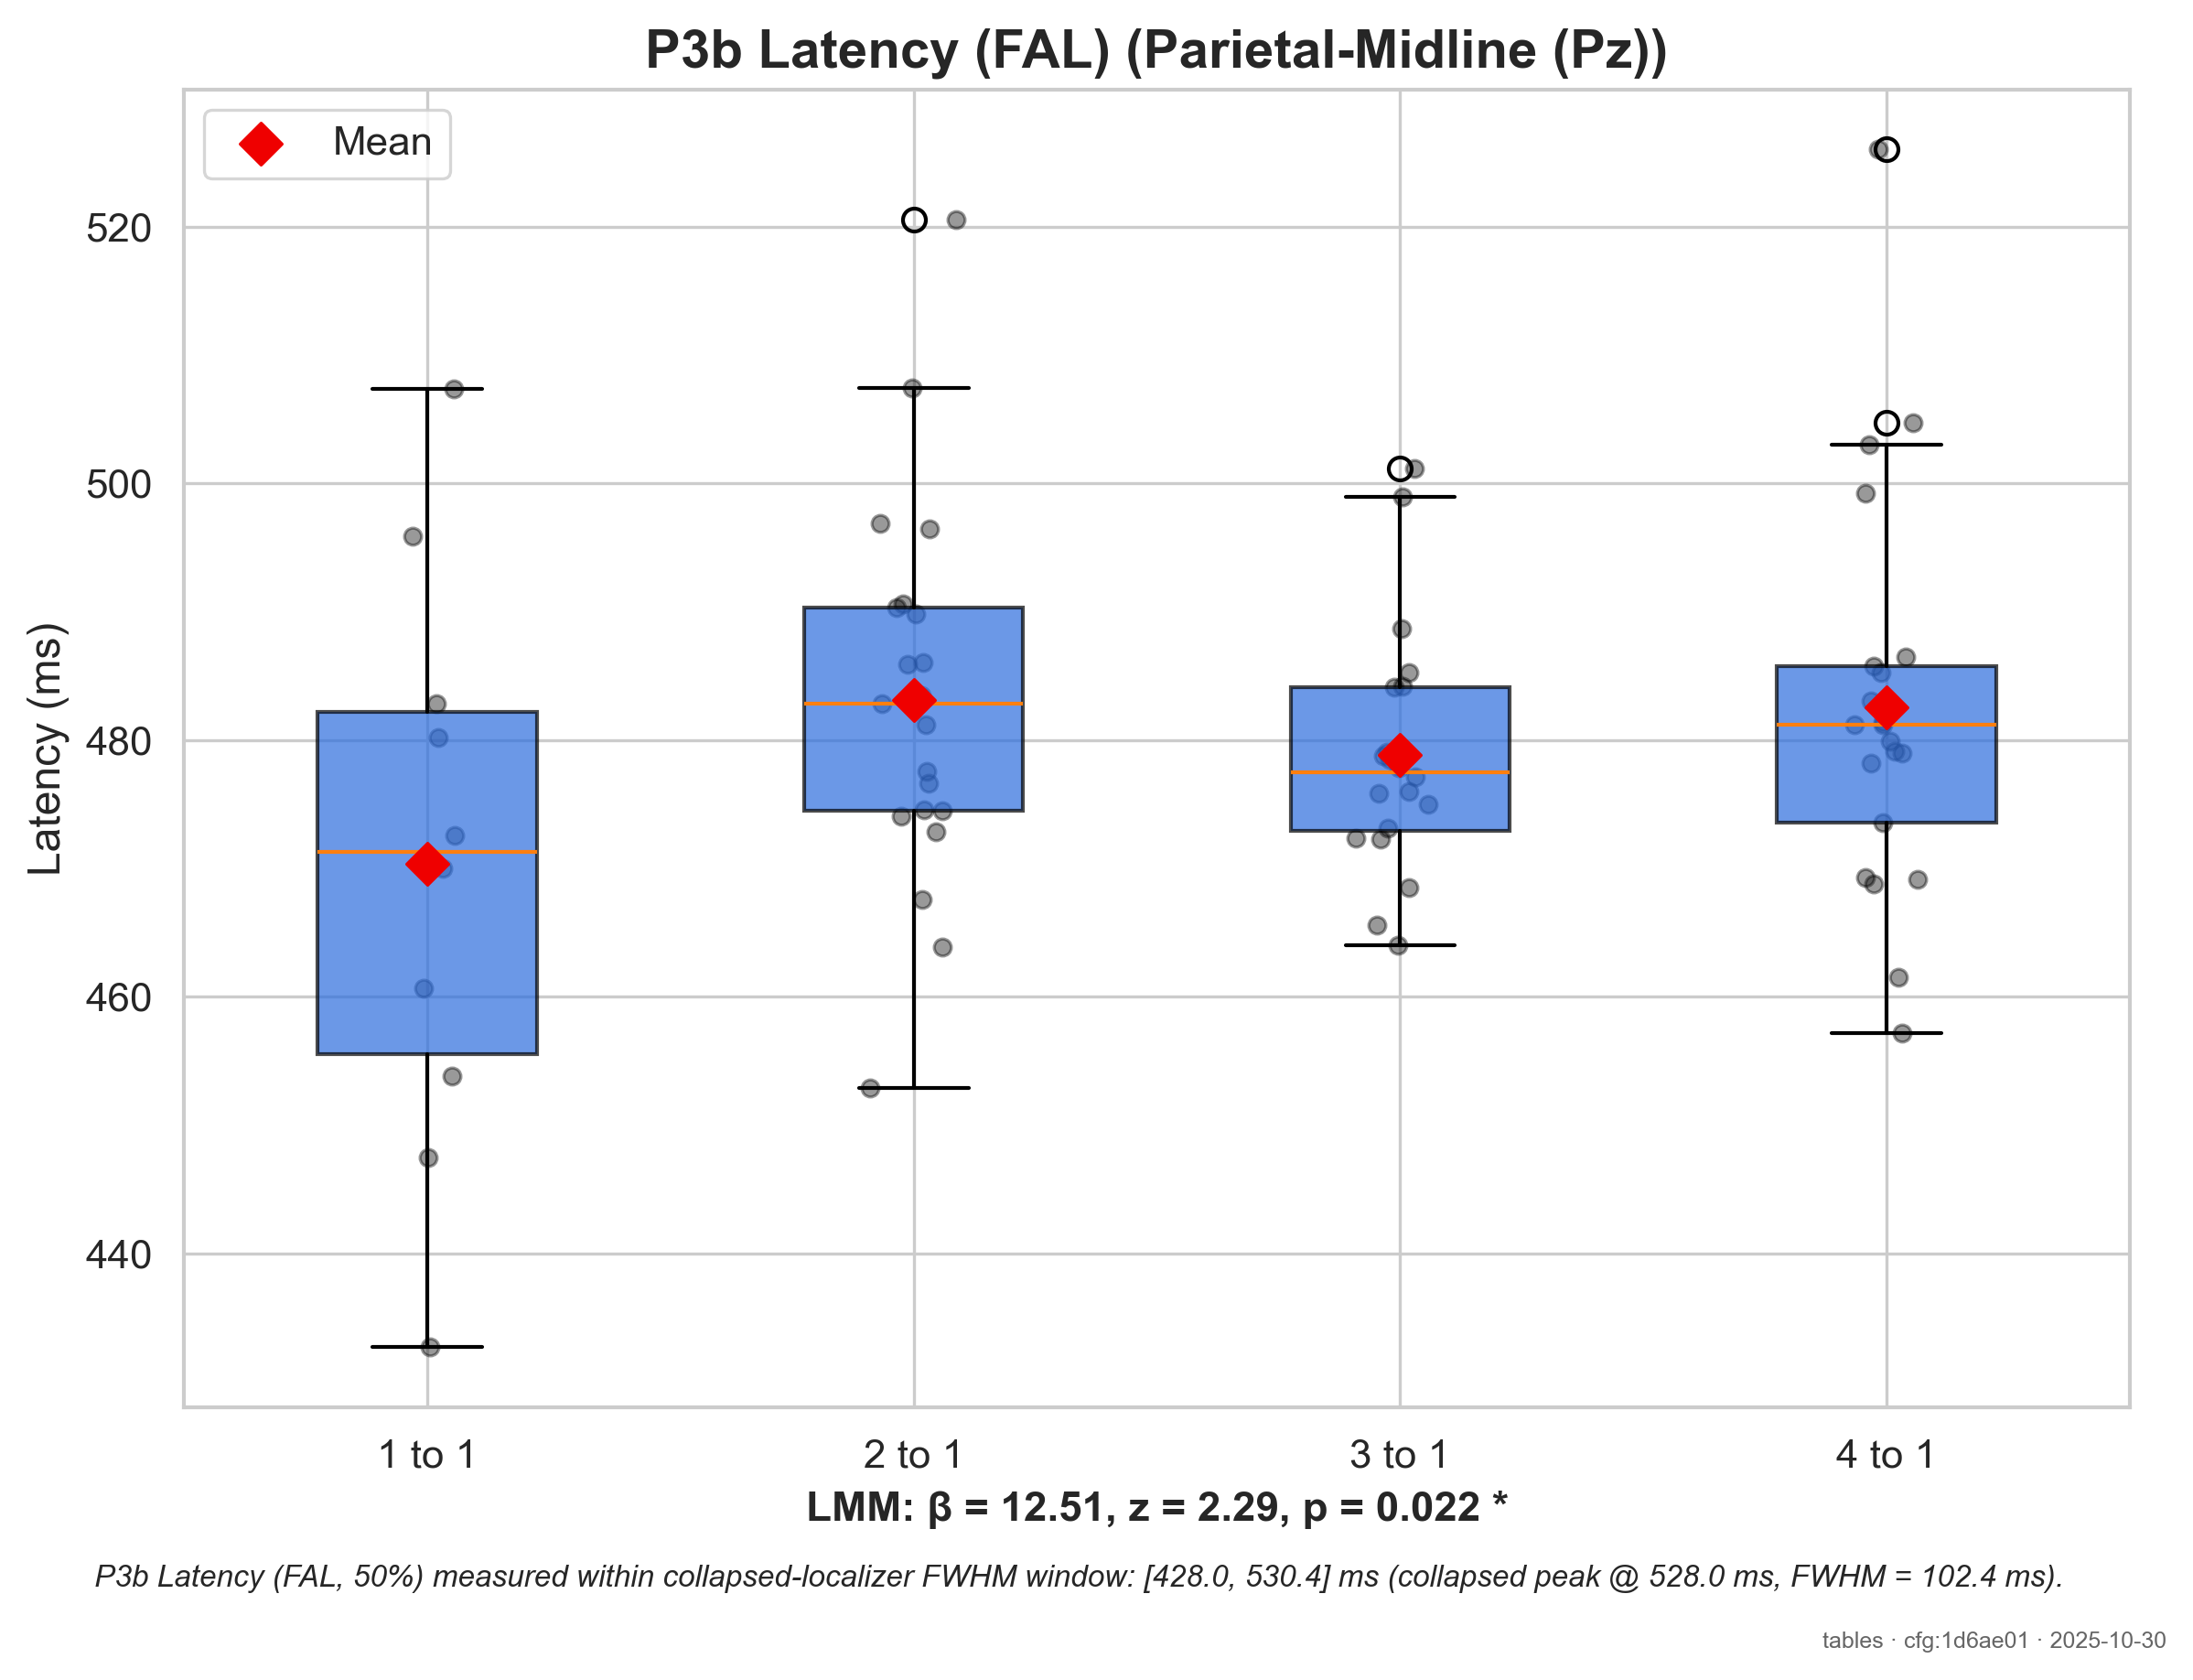 P3b Latency (FAL) (Parietal-Midline (Pz))
Mean
Latency (ms)
520
500
480
460
440
1 to 1
2 to 1
3 to 1
4 to 1
LMM: β = 12.51, z = 2.29, p = 0.022 *
P3b Latency (FAL, 50%) measured within collapsed-localizer FWHM window: [428.0, 530.4] ms (collapsed peak @ 528.0 ms, FWHM = 102.4 ms).
tables · cfg:1d6ae01 · 2025-10-30